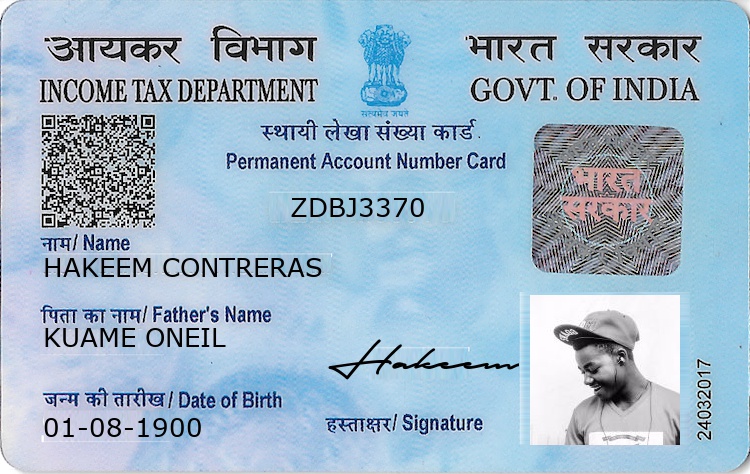 आयकर विभाग
INCOME TAX DEPARTMENT
सत्यमेव जयते
भारत सरकार
GOVT. OF INDIA
स्थायी लेखा संख्या कार्ड
Permanent Account Number Card
ZDBJ3370
भारत
सरकार
नाम/ Name
HAKEEM CONTRERAS
पिता का नाम/ Father's Name
KUAME ONEIL
जन्म की तारीख / Date of Birth
01-08-1900
Hakeem
हस्ताक्षर/ Signature
24032017